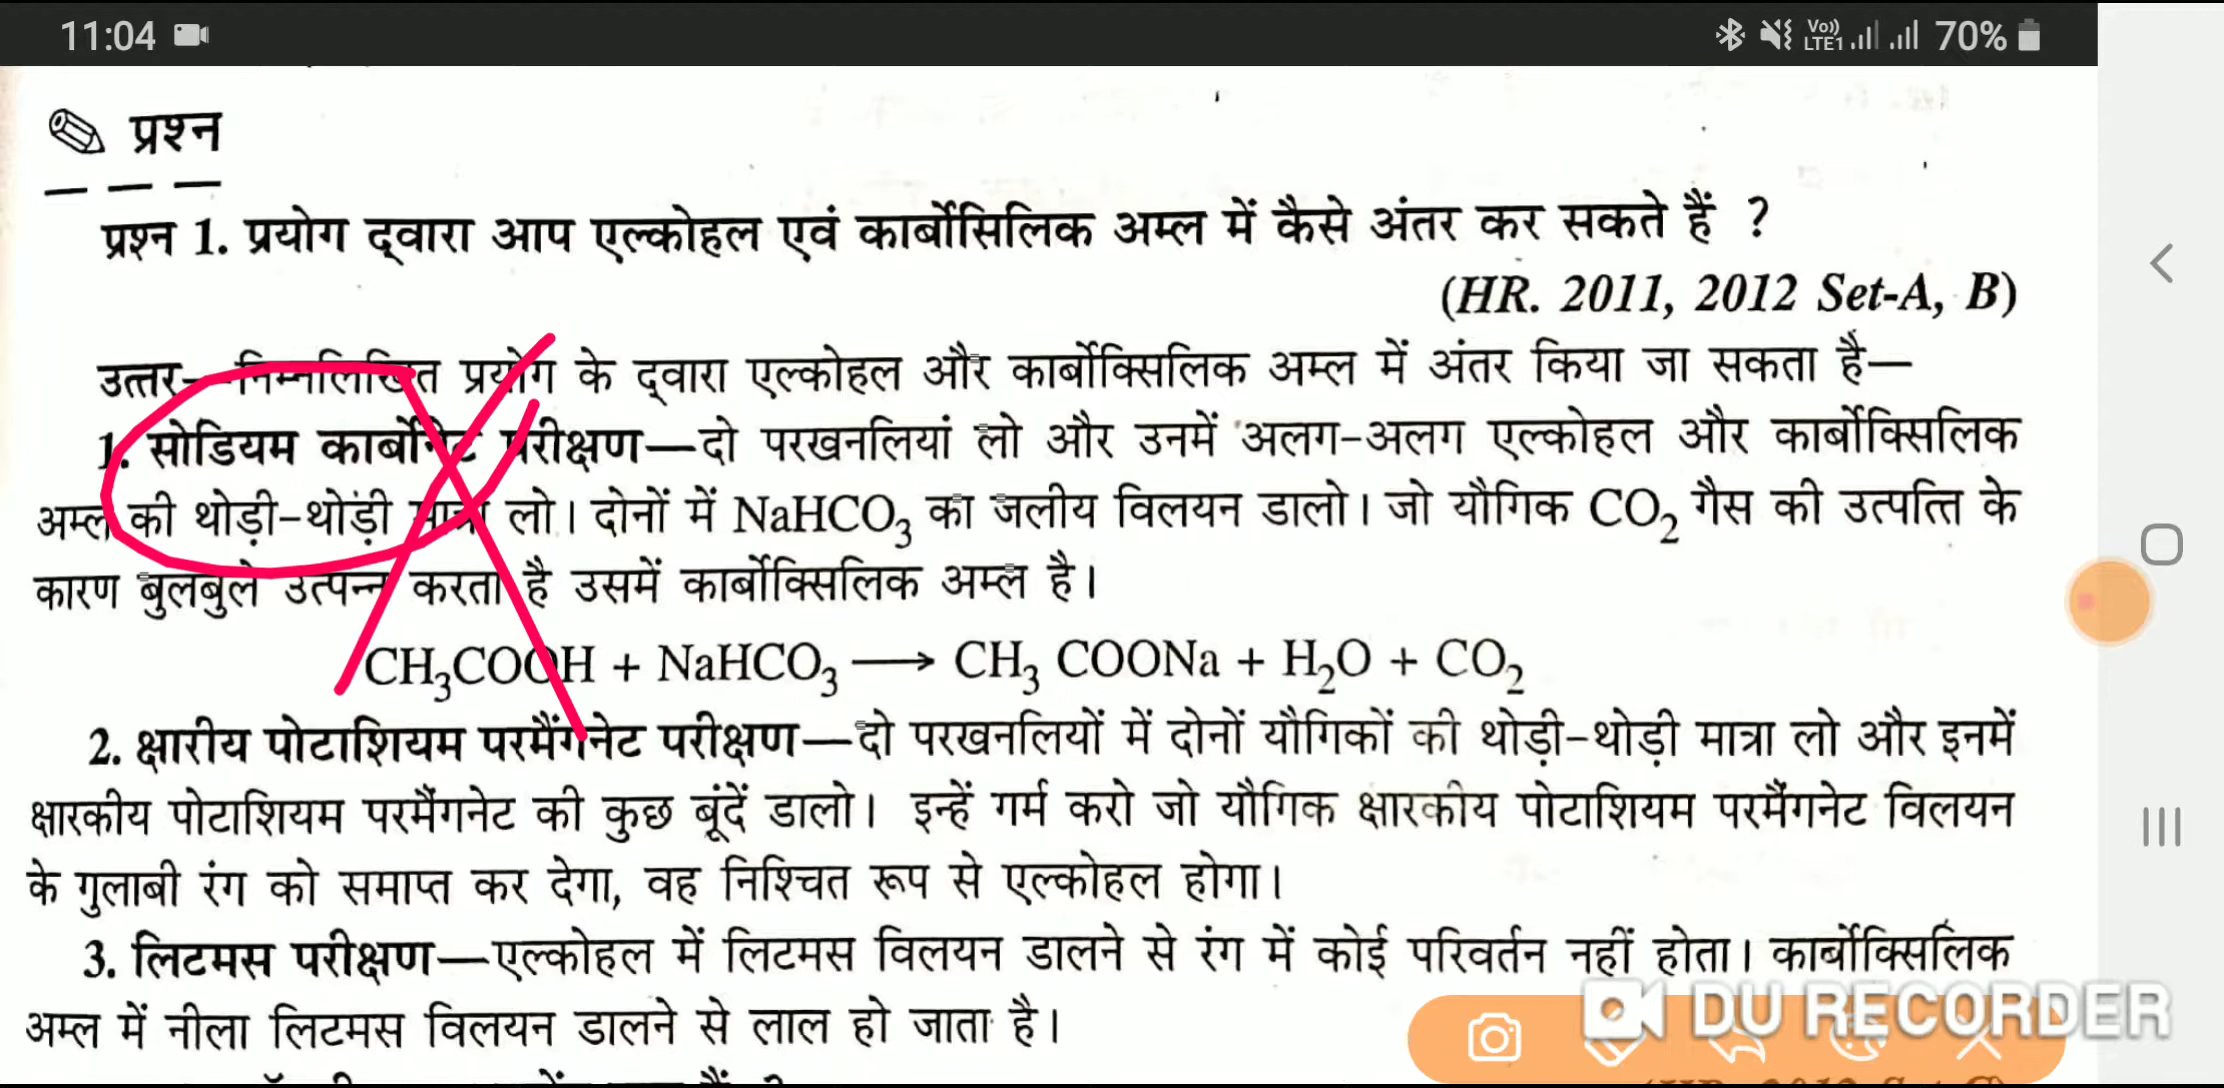 11:04 Vo)) LTE1 70%
प्रश्न
प्रश्न 1. प्रयोग द्वारा आप एल्कोहल एवं कार्बोसिलिक अम्ल में कैसे अंतर कर सकते हैं ?
(HR. 2011, 2012 Set-A, B)
उत्तर—निम्नलिखित प्रयोग के द्वारा एल्कोहल और कार्बोक्सिलिक अम्ल में अंतर किया जा सकता है—
1. सोडियम कार्बोनेट परीक्षण—दो परखनलियां लो और उनमें अलग-अलग एल्कोहल और कार्बोक्सिलिक
अम्ल की थोड़ी-थोंड़ी मात्रा लो। दोनों में NaHCO₃ का जलीय विलयन डालो। जो यौगिक CO₂ गैस की उत्पत्ति के
कारण बुलबुले उत्पन्न करता है उसमें कार्बोक्सिलिक अम्ल है।
CH₃COOH + NaHCO₃ ⟶ CH₃ COONa + H₂O + CO₂
2. क्षारीय पोटाशियम परमैंगनेट परीक्षण—दो परखनलियों में दोनों यौगिकों की थोड़ी-थोड़ी मात्रा लो और इनमें
क्षारकीय पोटाशियम परमैंगनेट की कुछ बूंदें डालो। इन्हें गर्म करो जो यौगिक क्षारकीय पोटाशियम परमैंगनेट विलयन
के गुलाबी रंग को समाप्त कर देगा, वह निश्चित रूप से एल्कोहल होगा।
3. लिटमस परीक्षण—एल्कोहल में लिटमस विलयन डालने से रंग में कोई परिवर्तन नहीं होता। कार्बोक्सिलिक
अम्ल में नीला लिटमस विलयन डालने से लाल हो जाता है।
DU RECORDER